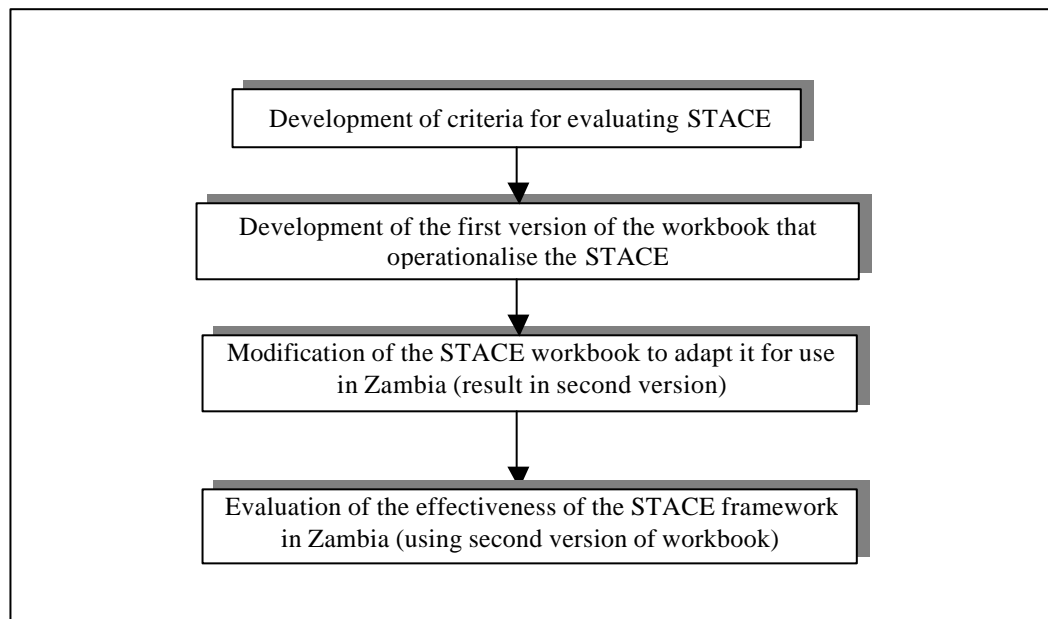 Development of criteria for evaluating STACE
Development of the first version of the workbook that
operationalise the STACE
Modification of the STACE workbook to adapt it for use
in Zambia (result in second version)
Evaluation of the effectiveness of the STACE framework
in Zambia (using second version of workbook)